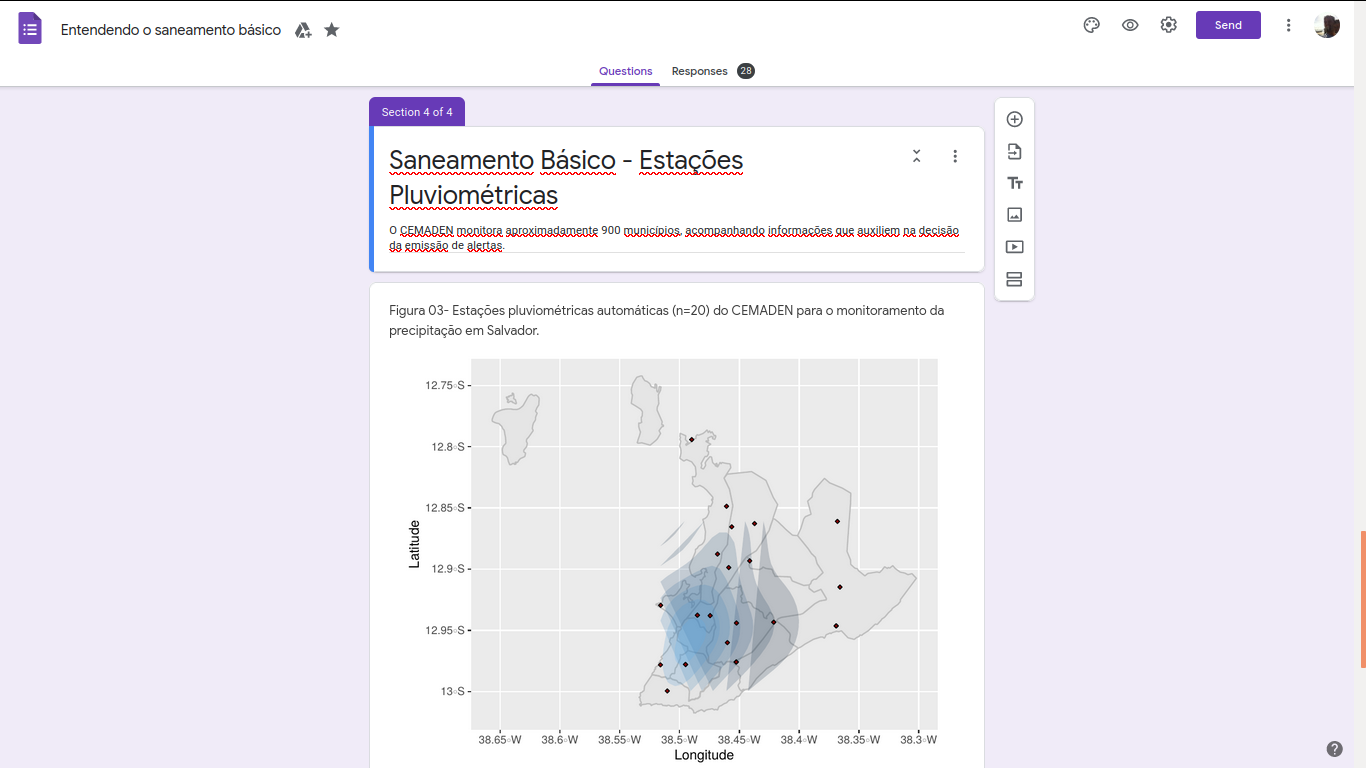 Entendendo o saneamento básico
Send
Questions
Responses 28
Section 4 of 4
Saneamento Básico - Estações
Pluviométricas
O CEMADEN monitora aproximadamente 900 municípios, acompanhando informações que auxiliem na decisão
da emissão de alertas.
Figura 03- Estações pluviométricas automáticas (n=20) do CEMADEN para o monitoramento da
precipitação em Salvador.
12.75°S
12.8°S
12.85°S
12.9°S
12.95°S
13°S
Latitude
38.65°W 38.6°W 38.55°W 38.5°W 38.45°W 38.4°W 38.35°W 38.3°W
Longitude